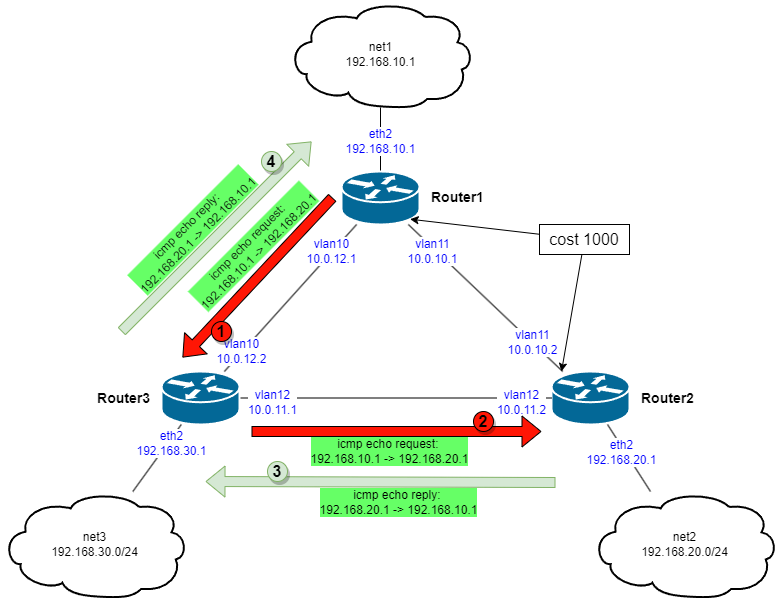 net1
192.168.10.1
eth2
192.168.10.1
Router1
4
icmp echo reply:
192.168.20.1 -> 192.168.10.1
icmp echo request:
192.168.10.1 -> 192.168.20.1
1
vlan10
10.0.12.1
vlan11
10.0.10.1
cost 1000
vlan10
10.0.12.2
vlan11
10.0.10.2
Router3
vlan12
10.0.11.1
vlan12
10.0.11.2
Router2
eth2
192.168.30.1
2
icmp echo request:
192.168.10.1 -> 192.168.20.1
eth2
192.168.20.1
3
icmp echo reply:
192.168.20.1 -> 192.168.10.1
net3
192.168.30.0/24
net2
192.168.20.0/24